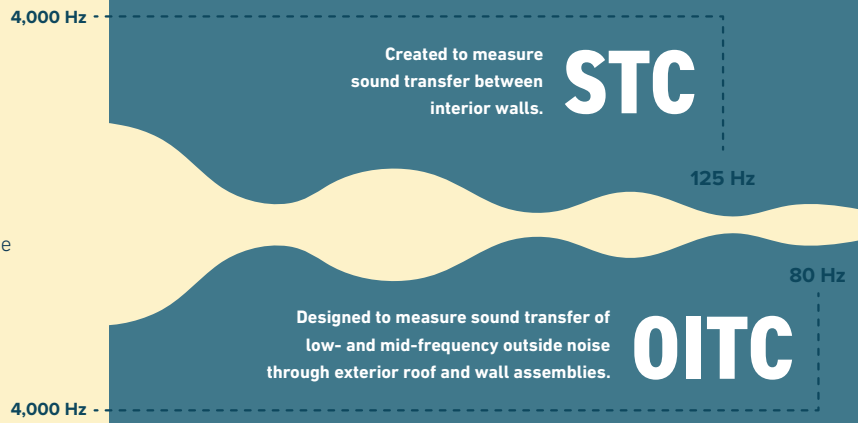 4,000 Hz
Created to measure
sound transfer between
interior walls.
STC
125 Hz
e
80 Hz
Designed to measure sound transfer of
low- and mid-frequency outside noise
through exterior roof and wall assemblies.
OITC
4,000 Hz